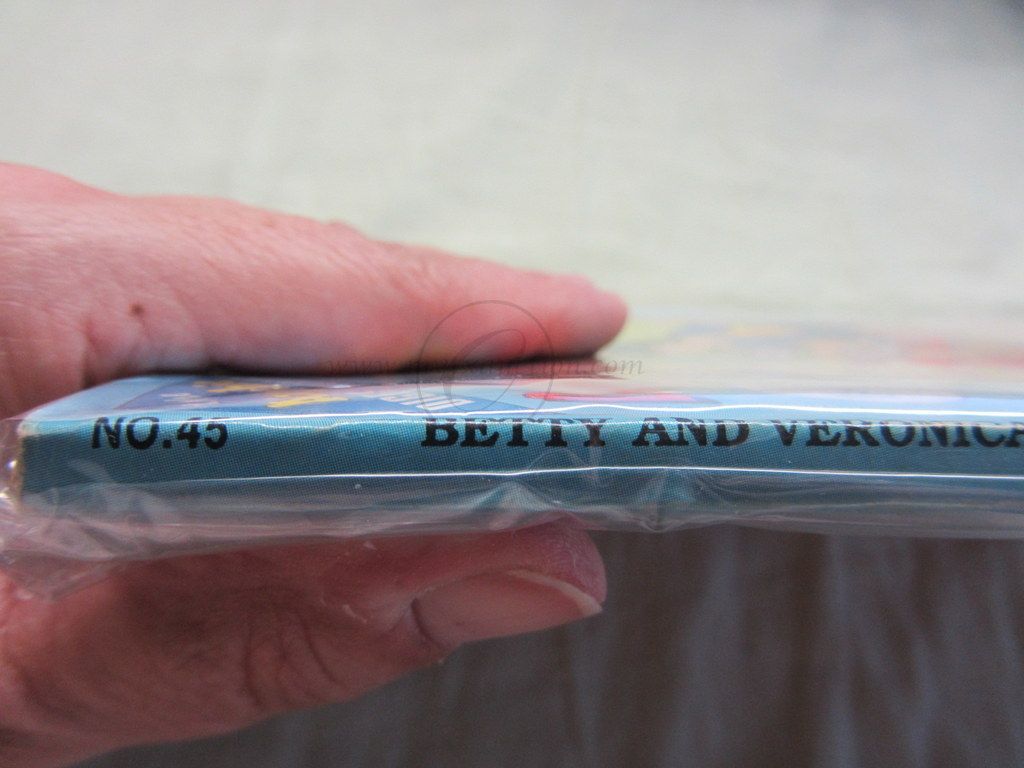 NO.45 BETTY AND VERONICA